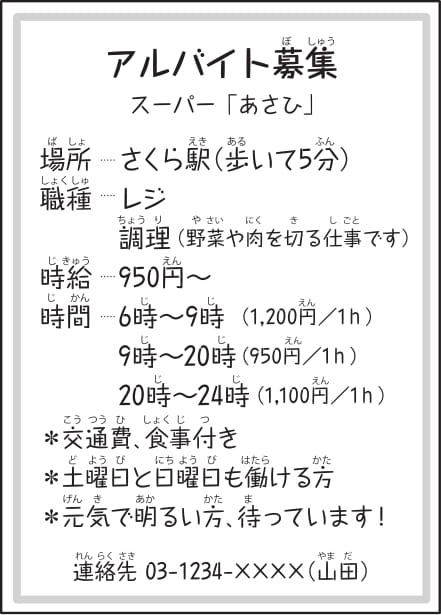 アルバイト募集
スーパー「あさひ」
場所……さくら駅（歩いて5分）
職種……レジ
調理（野菜や肉を切る仕事です）
時給……950円～
時間……6時～9時（1,200円／1h）
9時～20時（950円／1h）
20時～24時（1,100円／1h）
＊交通費、食事付き
＊土曜日と日曜日も働ける方
＊元気で明るい方、待っています！
連絡先 03-1234-××××（山田）